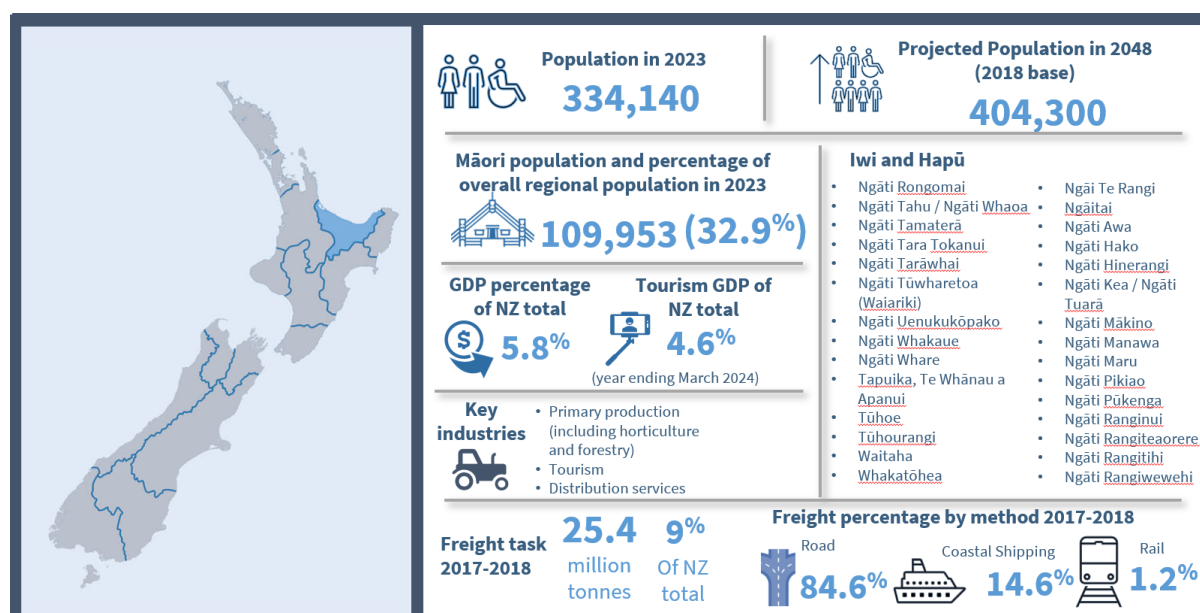 Population in 2023
334,140
Projected Population in 2048
(2018 base)
404,300
Māori population and percentage of
overall regional population in 2023
109,953 (32.9%)
GDP percentage
of NZ total
5.8%
Tourism GDP of
NZ total
4.6%
(year ending March 2024)
Key
industries
• Primary production
(including horticulture
and forestry)
• Tourism
• Distribution services
Iwi and Hapū
• Ngāti Rongomai
• Ngāti Tahu / Ngāti Whaoa
• Ngāti Tamaterā
• Ngāti Tara Tokanui
• Ngāti Tarāwhai
• Ngāti Tūwharetoa
(Waiariki)
• Ngāti Uenukukōpako
• Ngāti Whakaue
• Ngāti Whare
• Tapuika, Te Whānau a
Apanui
• Tūhoe
• Tūhourangi
• Waitaha
• Whakatōhea
• Ngāi Te Rangi
• Ngāitai
• Ngāti Awa
• Ngāti Hako
• Ngāti Hinerangi
• Ngāti Kea / Ngāti
Tuarā
• Ngāti Mākino
• Ngāti Manawa
• Ngāti Maru
• Ngāti Pikiao
• Ngāti Pūkenga
• Ngāti Ranginui
• Ngāti Rangiteaorere
• Ngāti Rangitihi
• Ngāti Rangiwewehi
Freight task
2017-2018
25.4
million
tonnes
9%
Of NZ
total
Freight percentage by method 2017-2018
Road
84.6%
Coastal Shipping
14.6%
Rail
1.2%